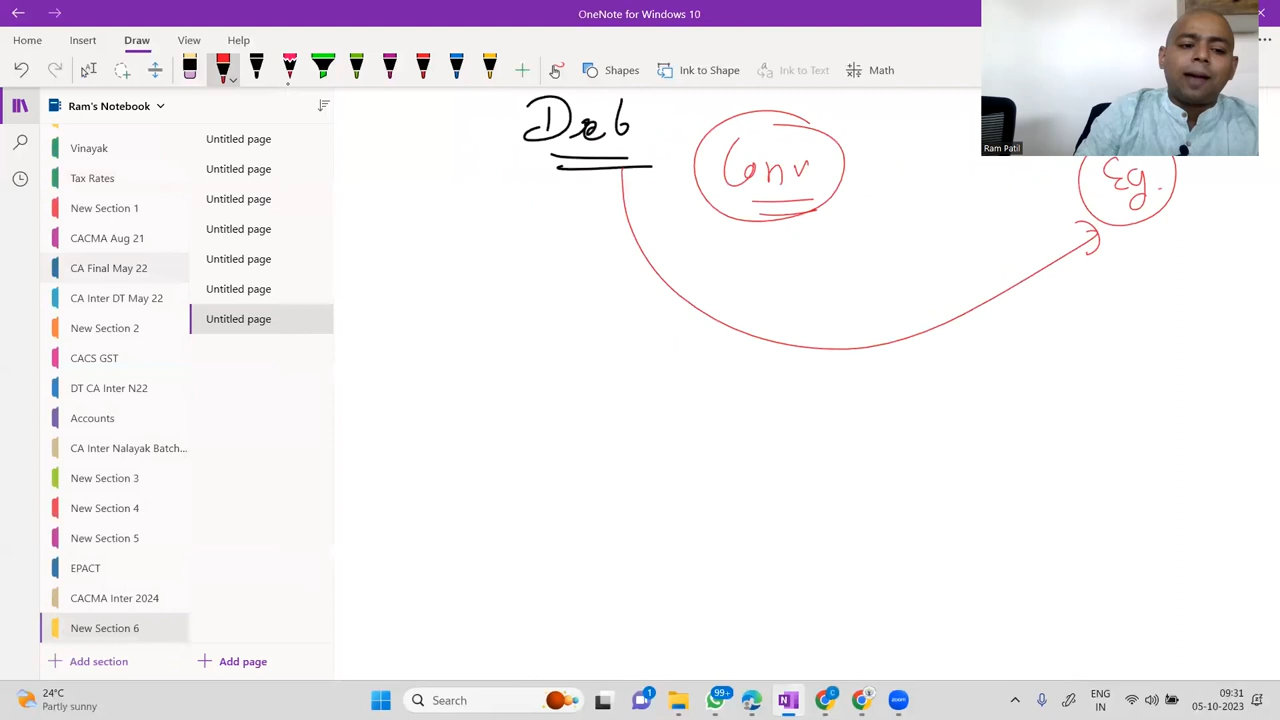 OneNote for Windows 10
Home Insert Draw View Help
Shapes Ink to Shape Ink to Text Math
Ram's Notebook
Vinayak
Tax Rates
New Section 1
CACMA Aug 21
CA Final May 22
CA Inter DT May 22
New Section 2
CACS GST
DT CA Inter N22
Accounts
CA Inter Nalayak Batch...
New Section 3
New Section 4
New Section 5
EPACT
CACMA Inter 2024
New Section 6
Add section
Untitled page
Untitled page
Untitled page
Untitled page
Untitled page
Untitled page
Untitled page
Add page
Deb
Conv
Eg.
Ram Patil
24°C
Partly sunny
Search
1
99+
ENG
IN
09:31
05-10-2023